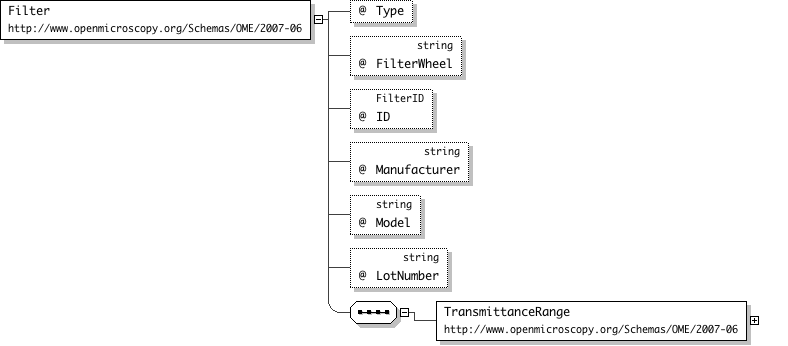 Filter
http://www.openmicroscopy.org/Schemas/OME/2007-06
@ Type
string
@ FilterWheel
FilterID
@ ID
string
@ Manufacturer
string
@ Model
string
@ LotNumber
TransmittanceRange
http://www.openmicroscopy.org/Schemas/OME/2007-06